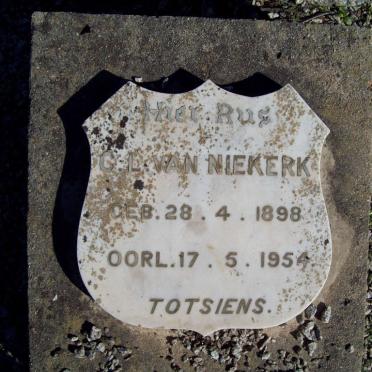 Hier Rus
C. L. VAN NIEKERK
GEB. 28 . 4 . 1898
OORL. 17 . 5 . 1954
TOTSIENS.